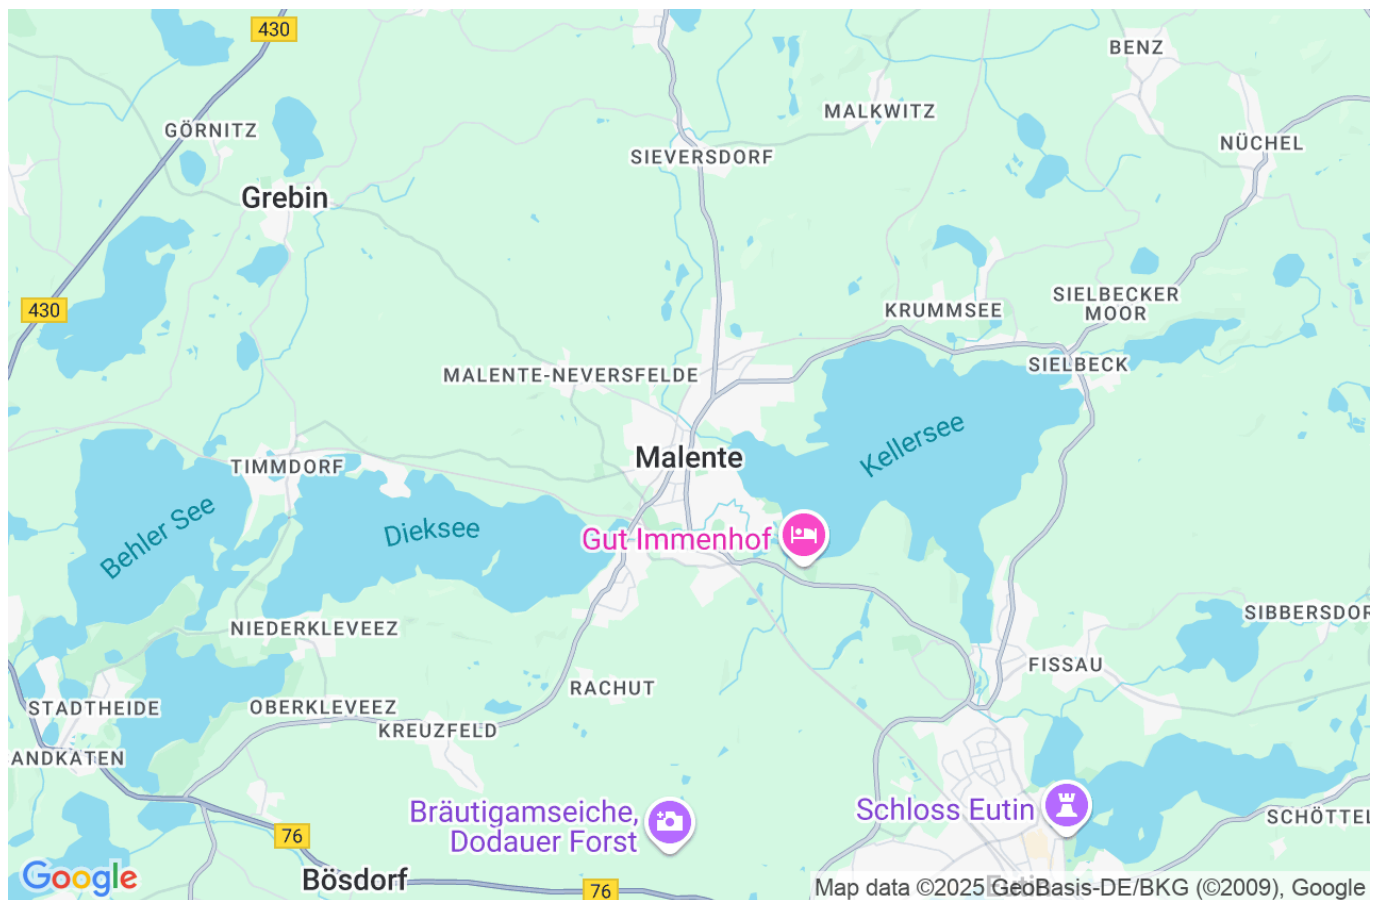 430
BENZ
MALKWITZ
GÖRNITZ
NÜCHEL
SIEVERSDORF
Grebin
SIELBECKER
MOOR
430
KRUMMSEE
SIELBECK
MALENTE-NEVERSFELDE
Kellersee
Malente
TIMMDORF
Behler See
Dieksee
Gut Immenhof
SIBBERSDOR
NIEDERKLEVEEZ
FISSAU
RACHUT
STADTHEIDE
OBERKLEVEEZ
KREUZFELD
ANDKATEN
Bräutigamseiche,
Dodauer Forst
Schloss Eutin
SCHÖTTEL
76
Google
Bösdorf
76
Map data ©2025 GeoBasis-DE/BKG (©2009), Google